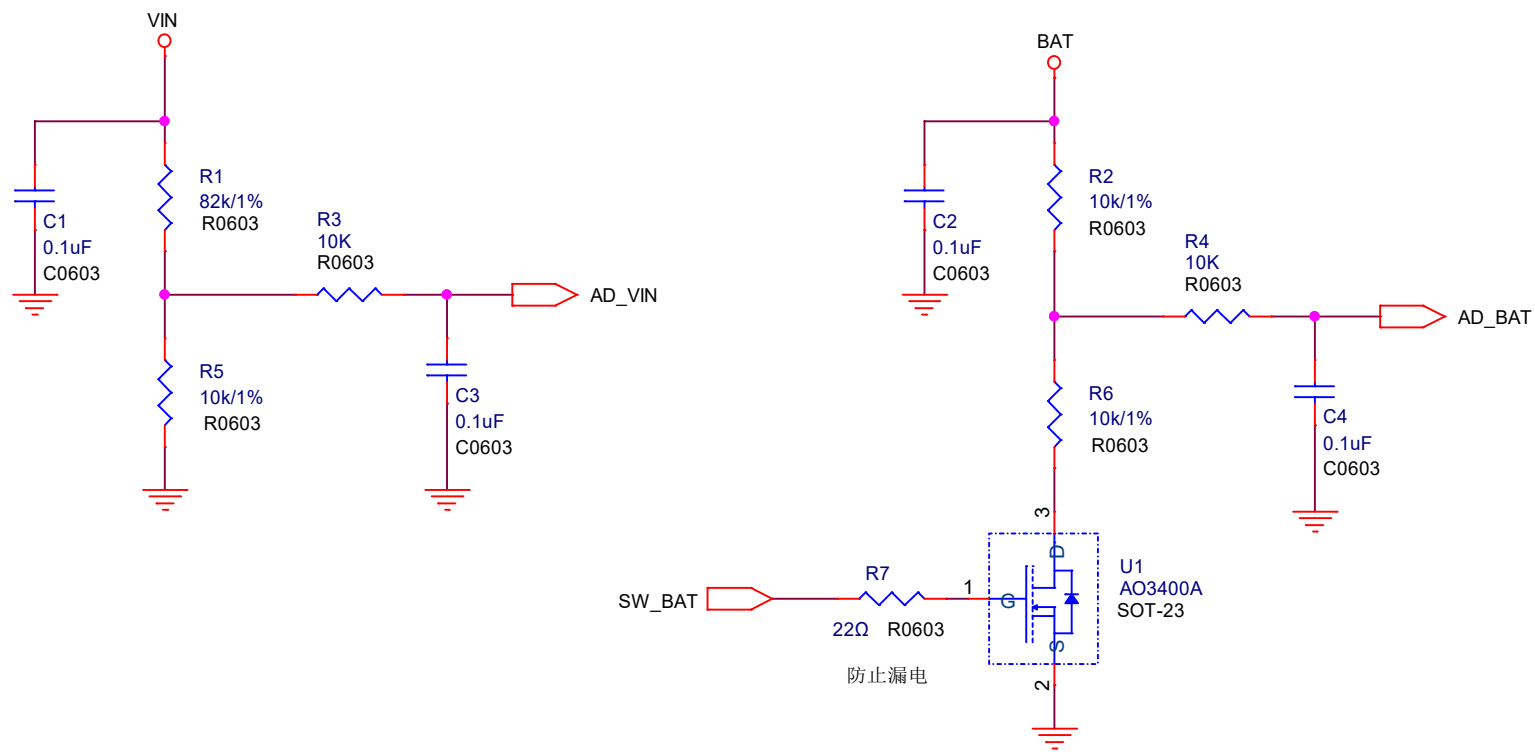 VIN
R1
82k/1%
R0603
C1
0.1uF
C0603
R3
10K
R0603
AD_VIN
R5
10k/1%
R0603
C3
0.1uF
C0603
BAT
R2
10k/1%
R0603
C2
0.1uF
C0603
R4
10K
R0603
AD_BAT
R6
10k/1%
R0603
C4
0.1uF
C0603
3
D
U1
AO3400A
SOT-23
SW_BAT
R7
22Ω R0603
1
G
S
2
防止漏电